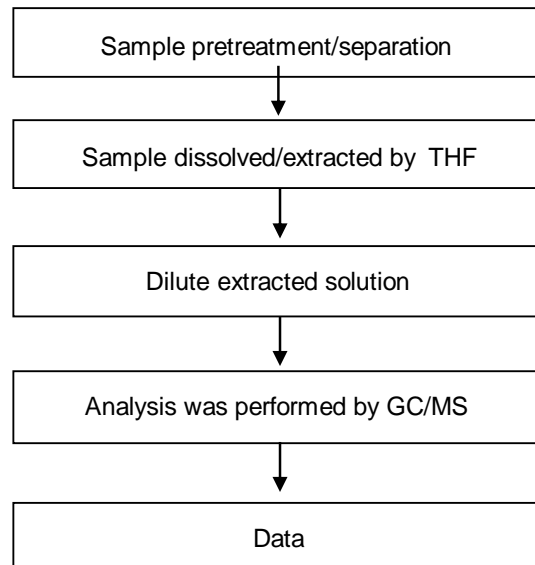 Sample pretreatment/separation
Sample dissolved/extracted by THF
Dilute extracted solution
Analysis was performed by GC/MS
Data